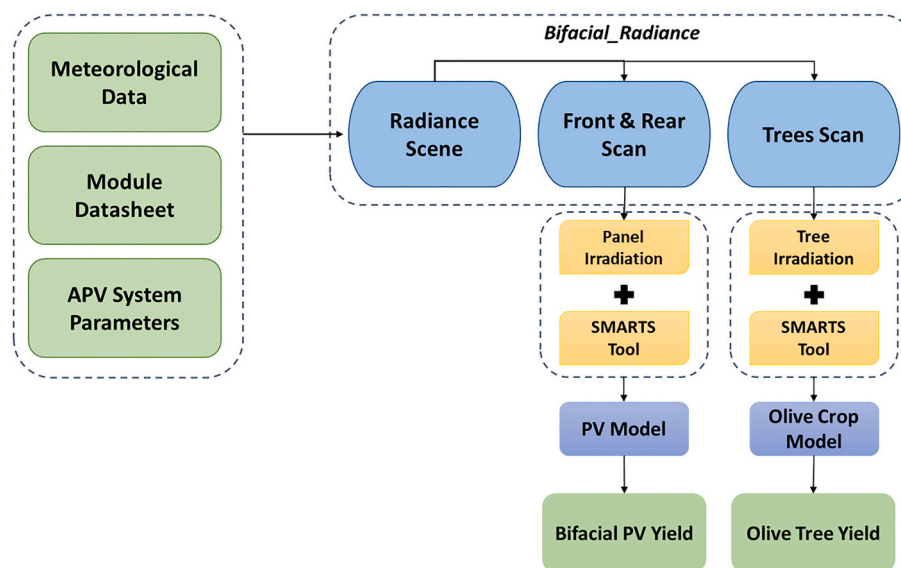 Meteorological
Data
Module
Datasheet
APV System
Parameters
Bifacial_Radiance
Radiance
Scene
Front & Rear
Scan
Trees Scan
Panel
Irradiation
SMARTS
Tool
Tree
Irradiation
SMARTS
Tool
PV Model
Olive Crop
Model
Bifacial PV Yield
Olive Tree Yield